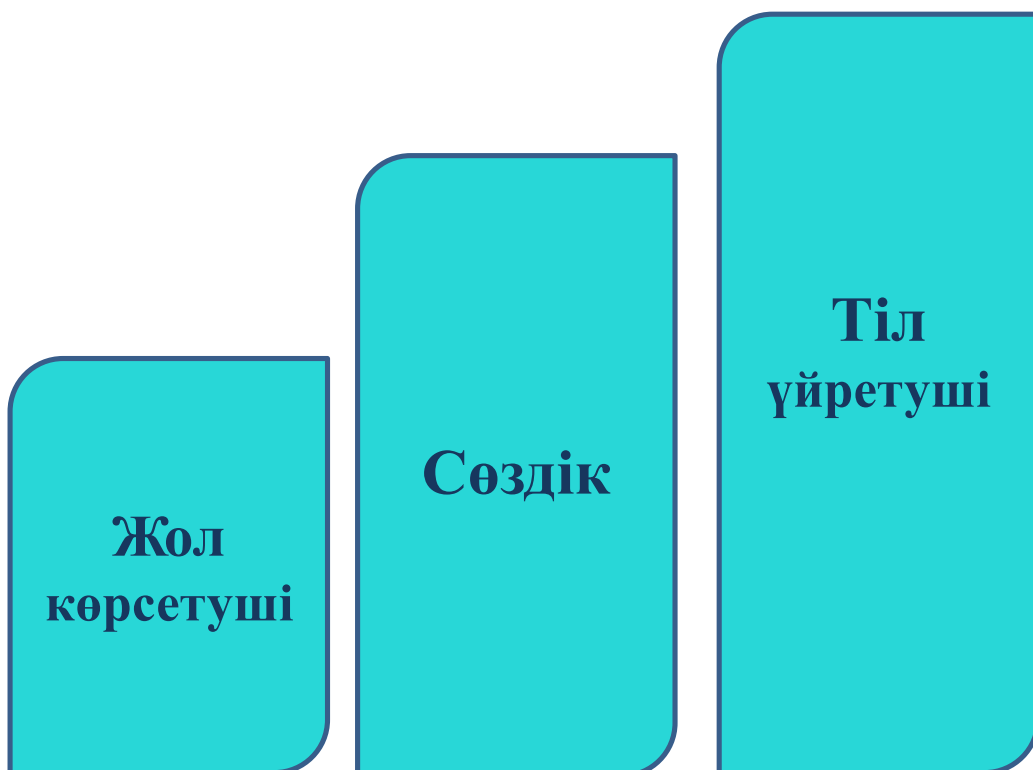 Жол
көрсетуші
Сөздік
Тіл
үйретуші